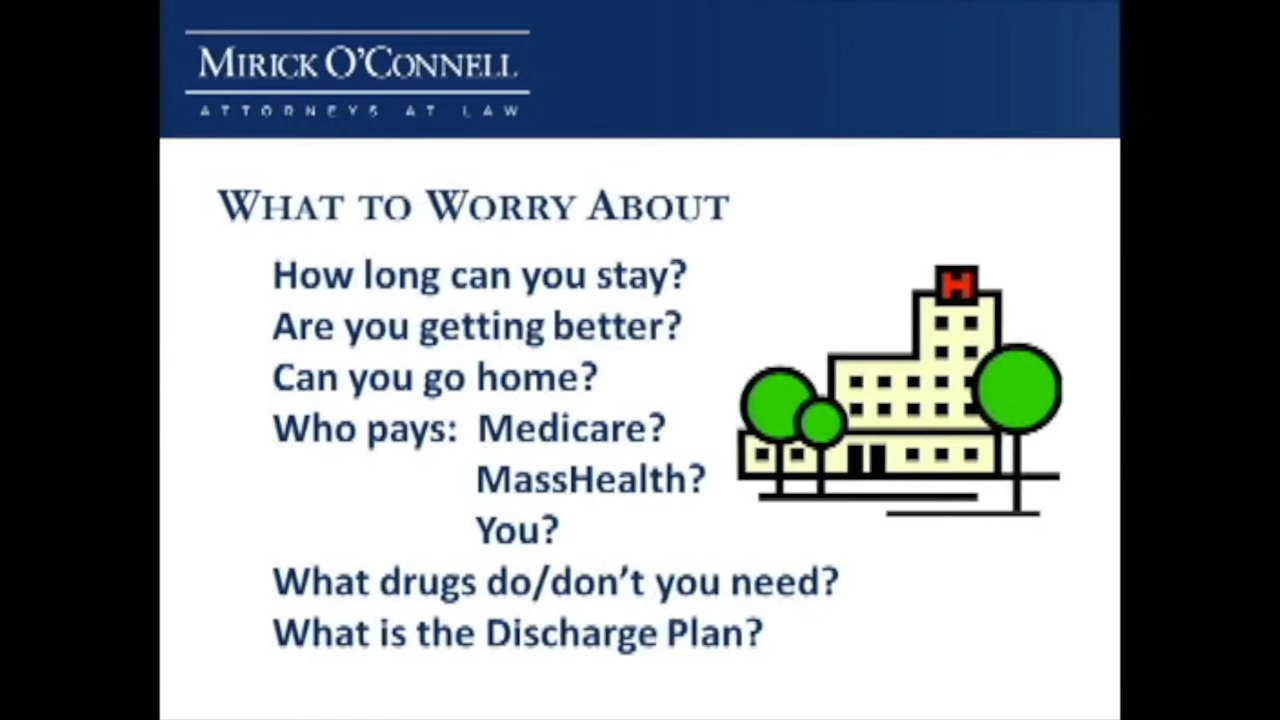 MIRICK O'CONNELL
ATTORNEYS AT LAW
WHAT TO WORRY ABOUT
How long can you stay?
Are you getting better?
Can you go home?
Who pays: Medicare?
MassHealth?
You?
What drugs do/don't you need?
What is the Discharge Plan?
H